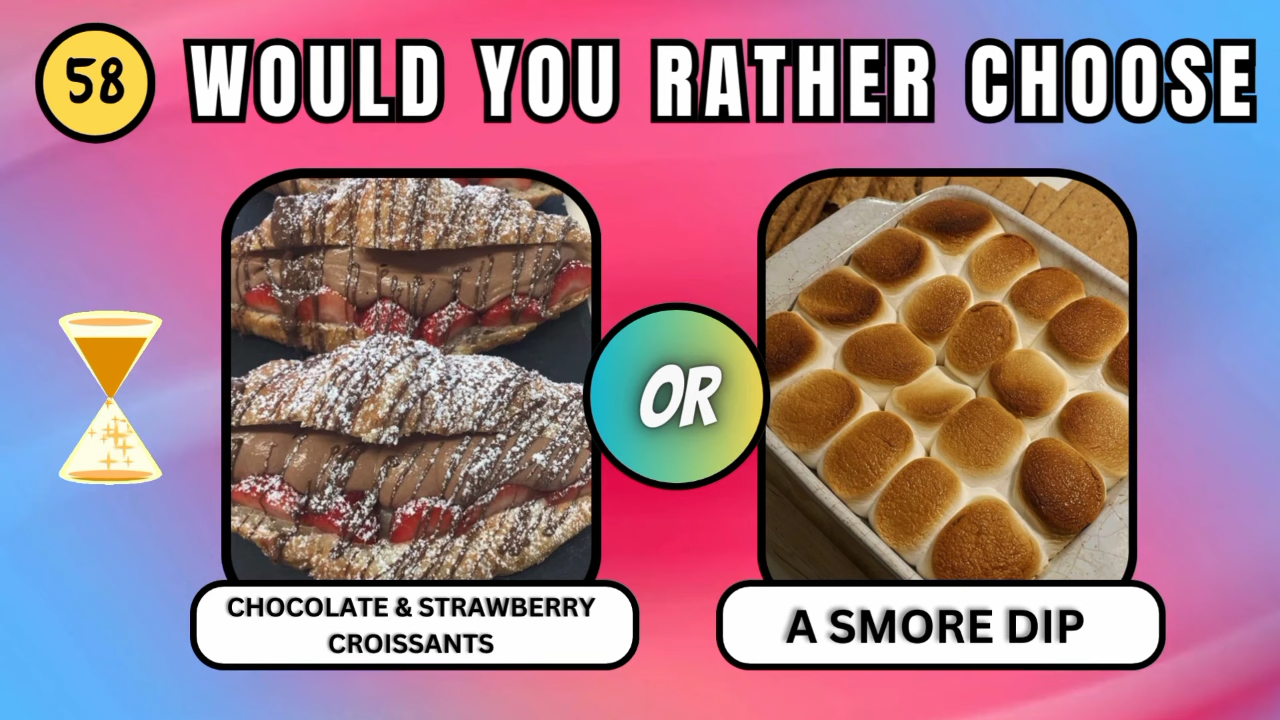 58 WOULD YOU RATHER CHOOSE
OR
CHOCOLATE & STRAWBERRY
CROISSANTS
A SMORE DIP